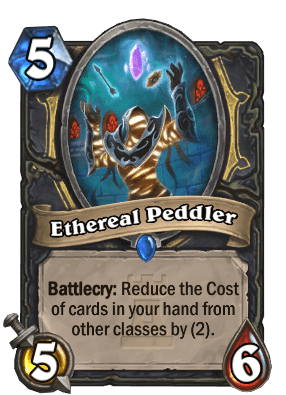 5
Ethereal Peddler
Battlecry: Reduce the Cost
of cards in your hand from
other classes by (2).
5
6